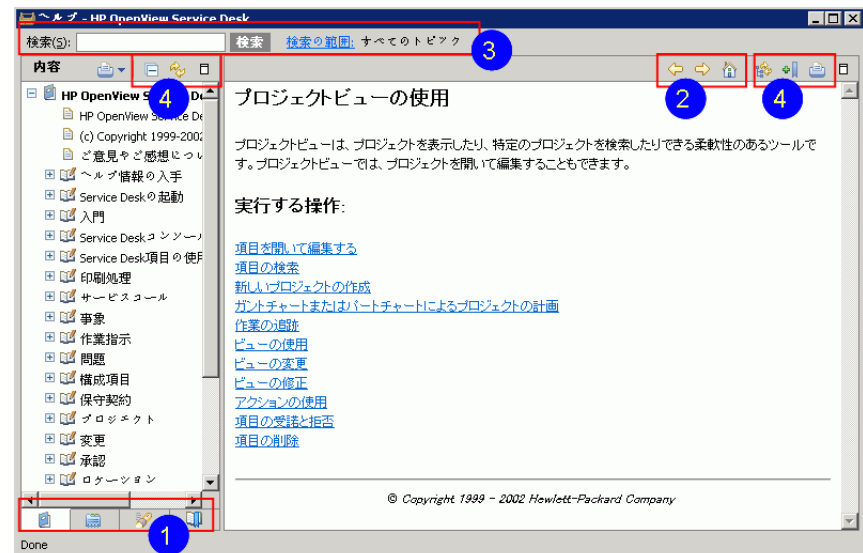 ヘルプ - HP OpenView Service Desk
検索(S):
検索
検索の範囲:
すべてのトピック
3
内容
4
2
4
HP OpenView S
HP OpenView Service De
(c) Copyright 1999-2002
ご意見やご感想につい
ヘルプ情報の入手
Service Deskの起動
入門
Service Deskコンソール
Service Desk項目の使用
印刷処理
サービスコール
事象
作業指示
問題
構成項目
保守契約
プロジェクト
変更
承認
ロケーション
1
プロジェクトビューの使用
プロジェクトビューは、プロジェクトを表示したり、特定のプロジェクトを検索したりできる柔軟性のあるツールで
す。プロジェクトビューでは、プロジェクトを開いて編集することもできます。
実行する操作:
項目を開いて編集する
項目の検索
新しいプロジェクトの作成
ガントチャートまたはパートチャートによるプロジェクトの計画
作業の追跡
ビューの使用
ビューの変更
ビューの修正
アクションの使用
項目の受諾と拒否
項目の削除
© Copyright 1999 - 2002 Hewlett-Packard Company
Done